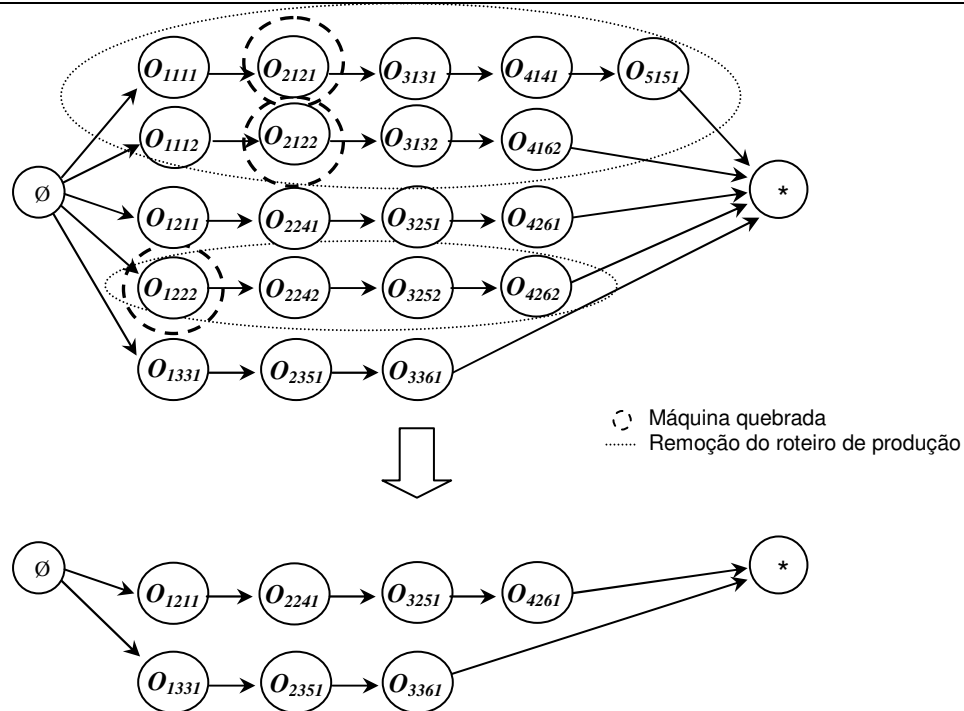 O1111 O2121 O3131 O4141 O5151
O1112 O2122 O3132 O4162
Ø *
O1211 O2241 O3251 O4261
O1222 O2242 O3252 O4262
O1331 O2351 O3361
Máquina quebrada
Remoção do roteiro de produção
Ø *
O1211 O2241 O3251 O4261
O1331 O2351 O3361